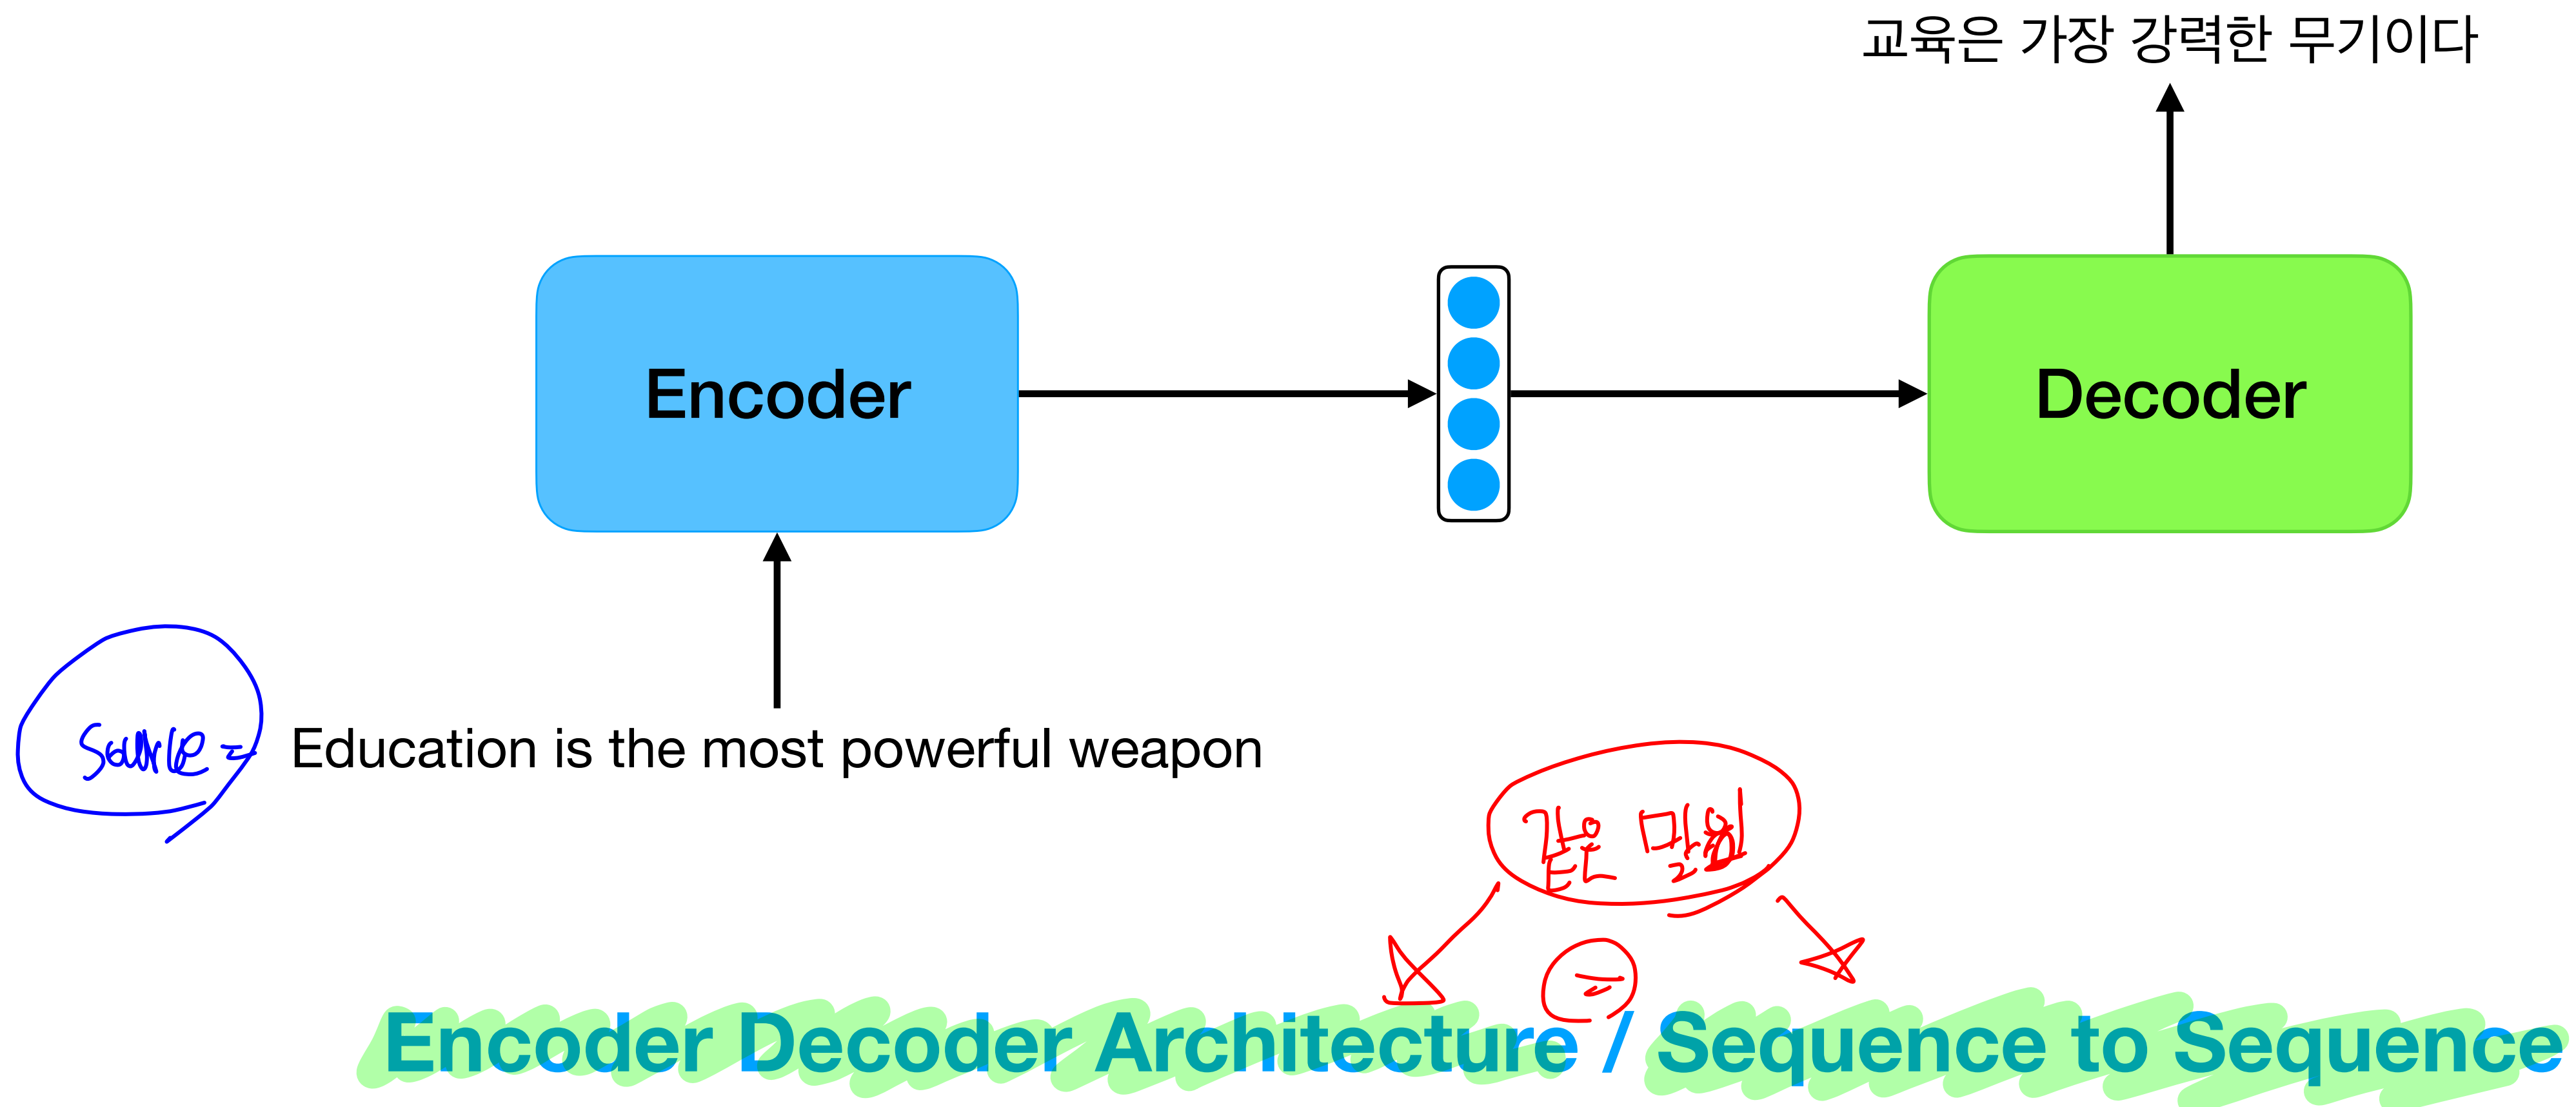 교육은 가장 강력한 무기이다
Encoder
Decoder
Source =
Education is the most powerful weapon
같은 말임
=
Encoder Decoder Architecture / Sequence to Sequence